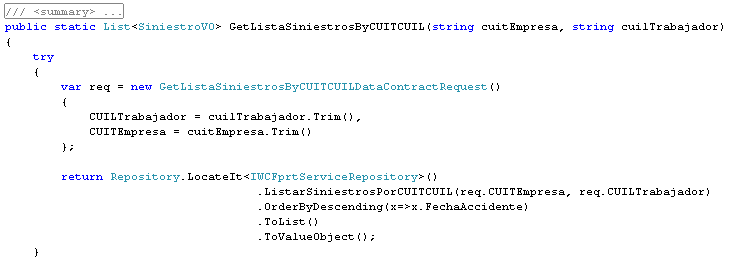 /// <summary> ...
public static List<SiniestroVO> GetListaSiniestrosByCUITCUIL(string cuitEmpresa, string cuilTrabajador)
{
    try
    {
        var req = new GetListaSiniestrosByCUITCUILDataContractRequest()
        {
            CUILTrabajador = cuilTrabajador.Trim(),
            CUITEmpresa = cuitEmpresa.Trim()
        };
        return Repository.LocateIt<IWCFprtServiceRepository>()
                                    .ListarSiniestrosPorCUITCUIL(req.CUITEmpresa, req.CUILTrabajador)
                                    .OrderByDescending(x=>x.FechaAccidente)
                                    .ToList()
                                    .ToValueObject();
    }